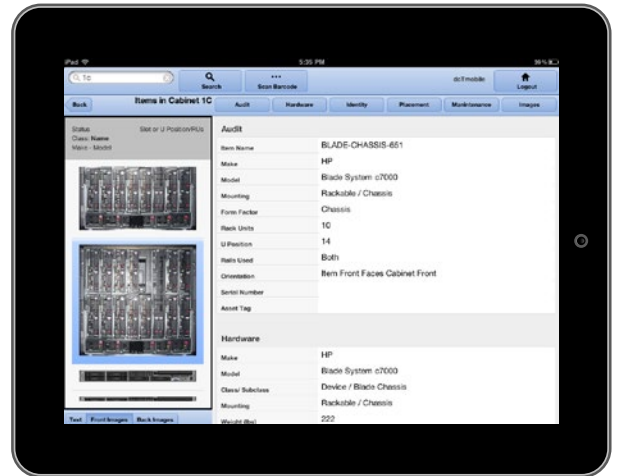 iPad 5:35 PM 98%
1c Search Scan Barcode dcTmobile Logout
Back Items in Cabinet 1C Audit Hardware Identity Placement Maintenance Images
Status Slot or U Position/RUs
Class: Name
Make - Model
Audit
Item Name BLADE-CHASSIS-651
Make HP
Model Blade System c7000
Mounting Rackable / Chassis
Form Factor Chassis
Rack Units 10
U Position 14
Rails Used Both
Orientation Item Front Faces Cabinet Front
Serial Number
Asset Tag
Hardware
Make HP
Model Blade System c7000
Class/ Subclass Device / Blade Chassis
Mounting Rackable / Chassis
Weight (lbs) 222
Text Front Images Back Images